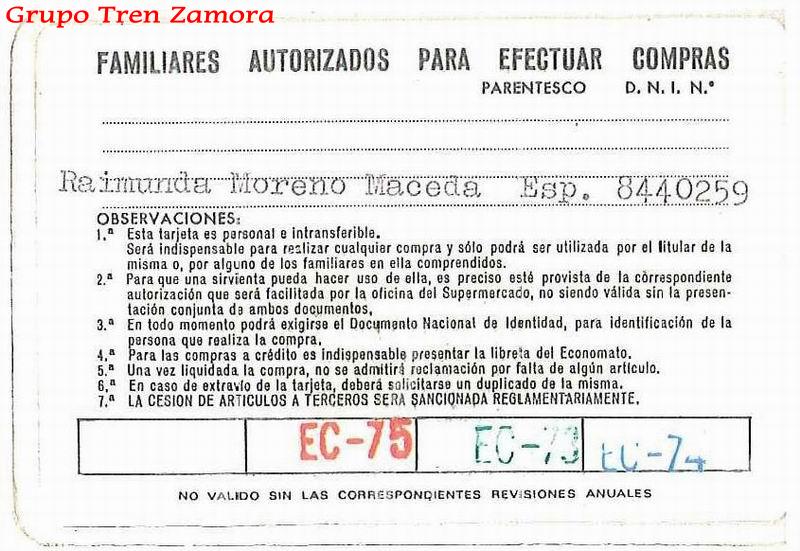 Grupo Tren Zamora
FAMILIARES AUTORIZADOS PARA EFECTUAR COMPRAS
PARENTESCO D. N. I. N.º
Raimunda Moreno Maceda Esp. 8440259
OBSERVACIONES:
1.ª Esta tarjeta es personal e intransferible.
Será indispensable para realizar cualquier compra y sólo podrá ser utilizada por el titular de la
misma o, por alguno de los familiares en ella comprendidos.
2.ª Para que una sirvienta pueda hacer uso de ella, es preciso esté provista de la correspondiente
autorización que será facilitada por la oficina del Supermercado, no siendo válida sin la presen-
tación conjunta de ambos documentos.
3.ª En todo momento podrá exigirse el Documento Nacional de Identidad, para identificación de la
persona que realiza la compra.
4.ª Para las compras a crédito es indispensable presentar la libreta del Economato.
5.ª Una vez liquidada la compra, no se admitirá reclamación por falta de algún artículo.
6.ª En caso de extravío de la tarjeta, deberá solicitarse un duplicado de la misma.
7.ª LA CESION DE ARTICULOS A TERCEROS SERA SANCIONADA REGLAMENTARIAMENTE.
EC-75 EC-73 EC-74
NO VALIDO SIN LAS CORRESPONDIENTES REVISIONES ANUALES